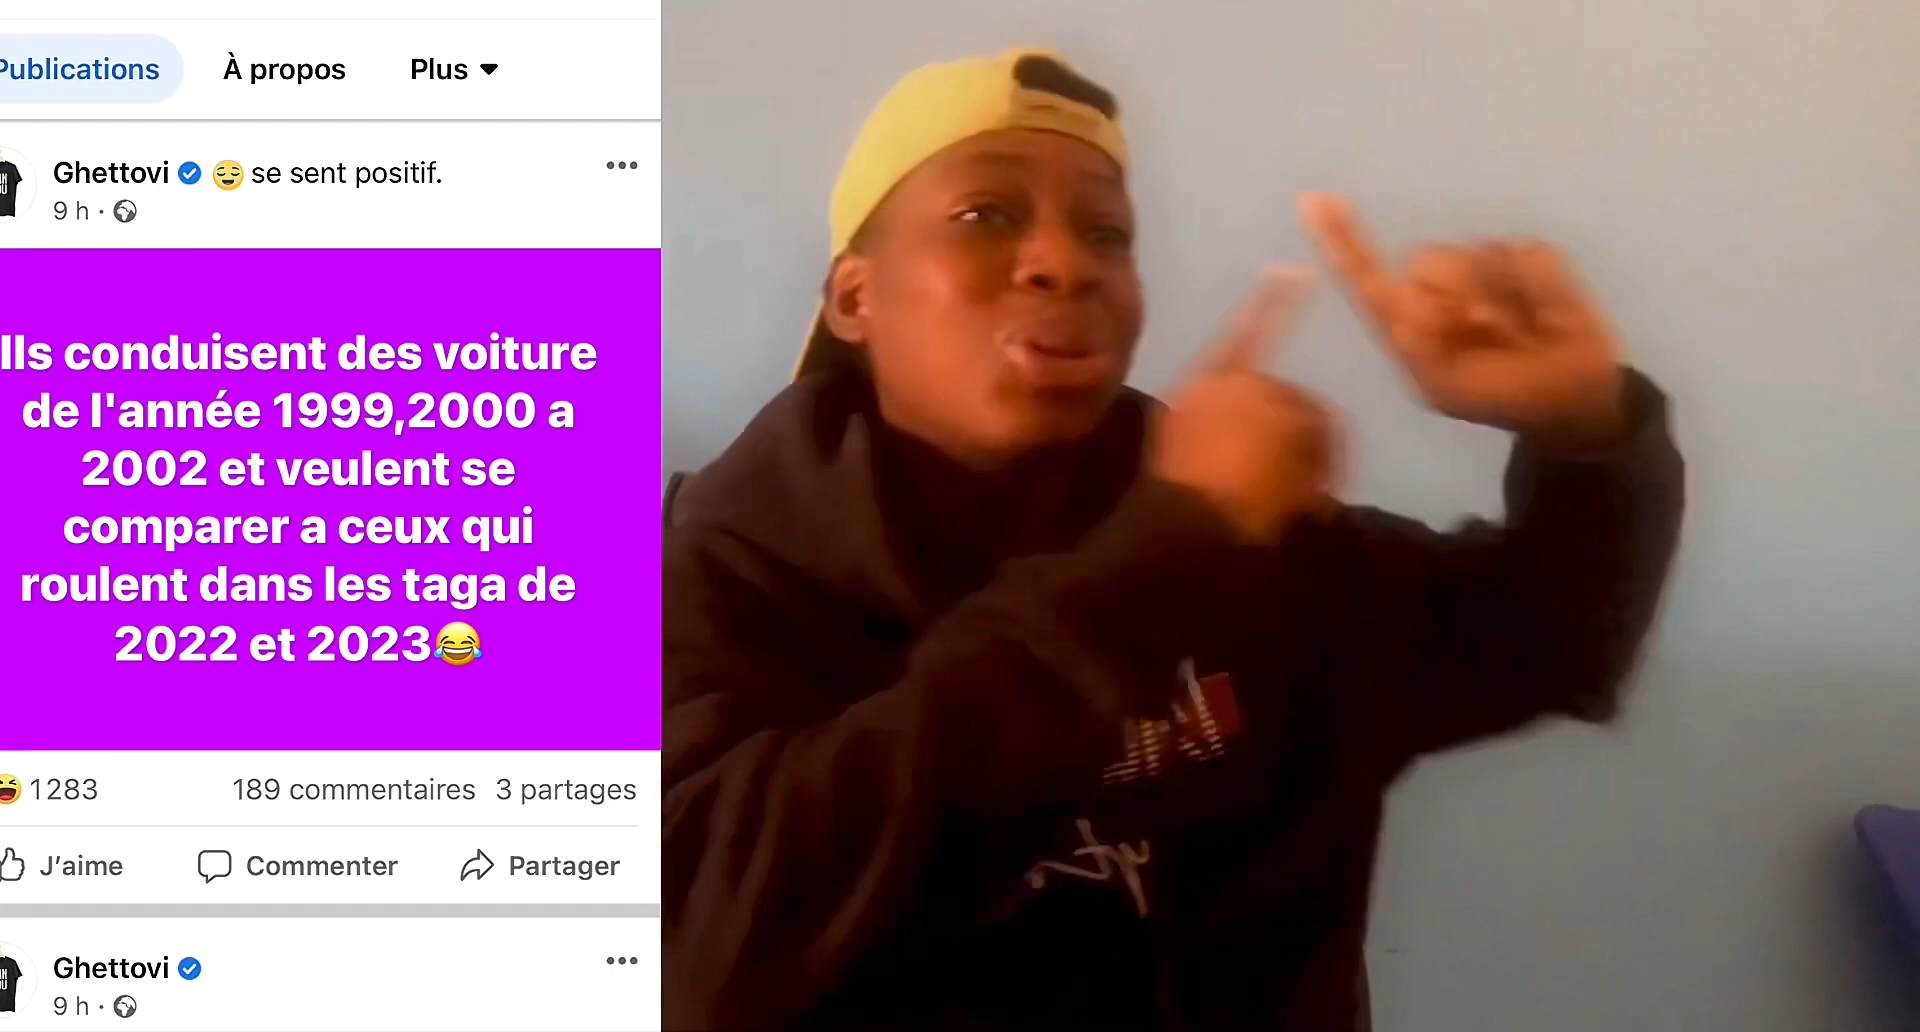 Publications
À propos
Plus
Ghettovi se sent positif.
9 h
Ils conduisent des voiture
de l'année 1999,2000 a
2002 et veulent se
comparer a ceux qui
roulent dans les taga de
2022 et 2023😂
1283
189 commentaires
3 partages
J'aime
Commenter
Partager
Ghettovi
9 h